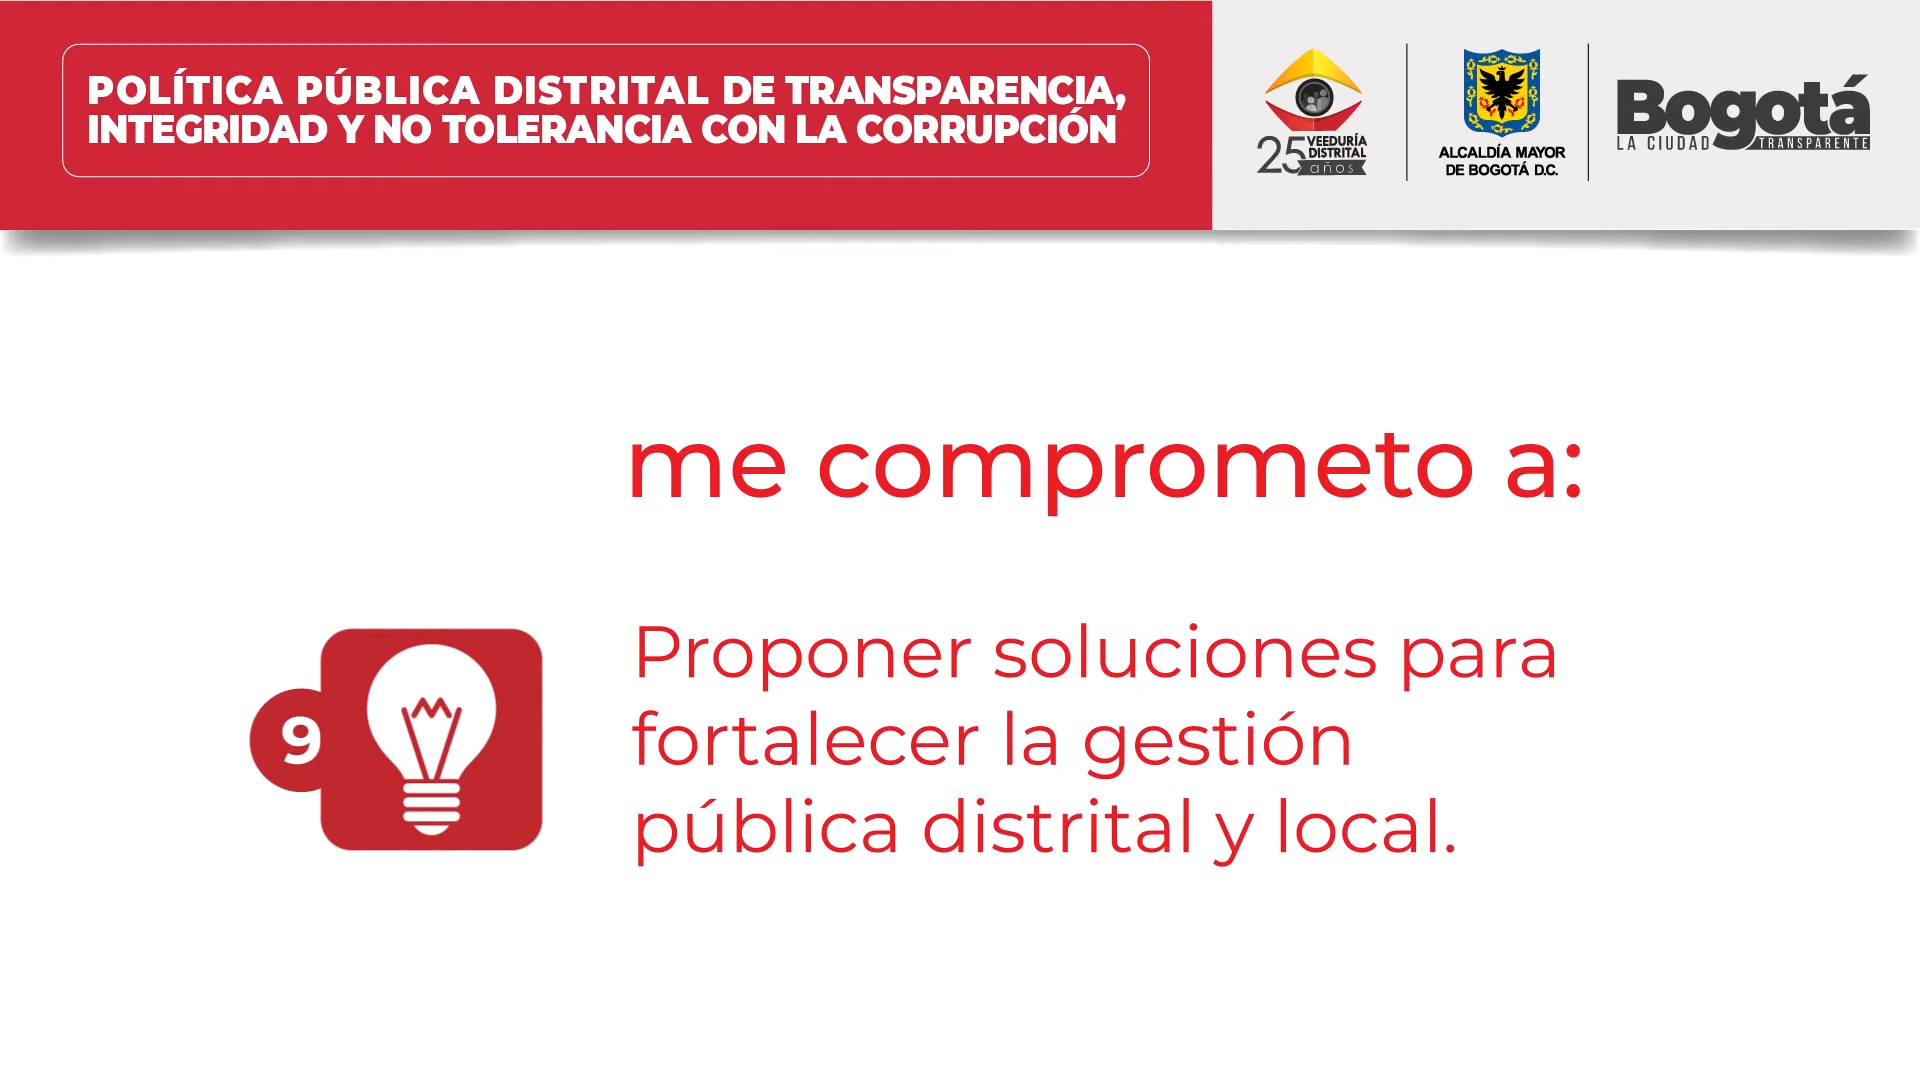 POLÍTICA PÚBLICA DISTRITAL DE TRANSPARENCIA,
INTEGRIDAD Y NO TOLERANCIA CON LA CORRUPCIÓN
25 VEEDURÍA
DISTRITAL
años
ALCALDÍA MAYOR
DE BOGOTÁ D.C.
Bogotá
LA CIUDAD TRANSPARENTE
me comprometo a:
9
Proponer soluciones para
fortalecer la gestión
pública distrital y local.